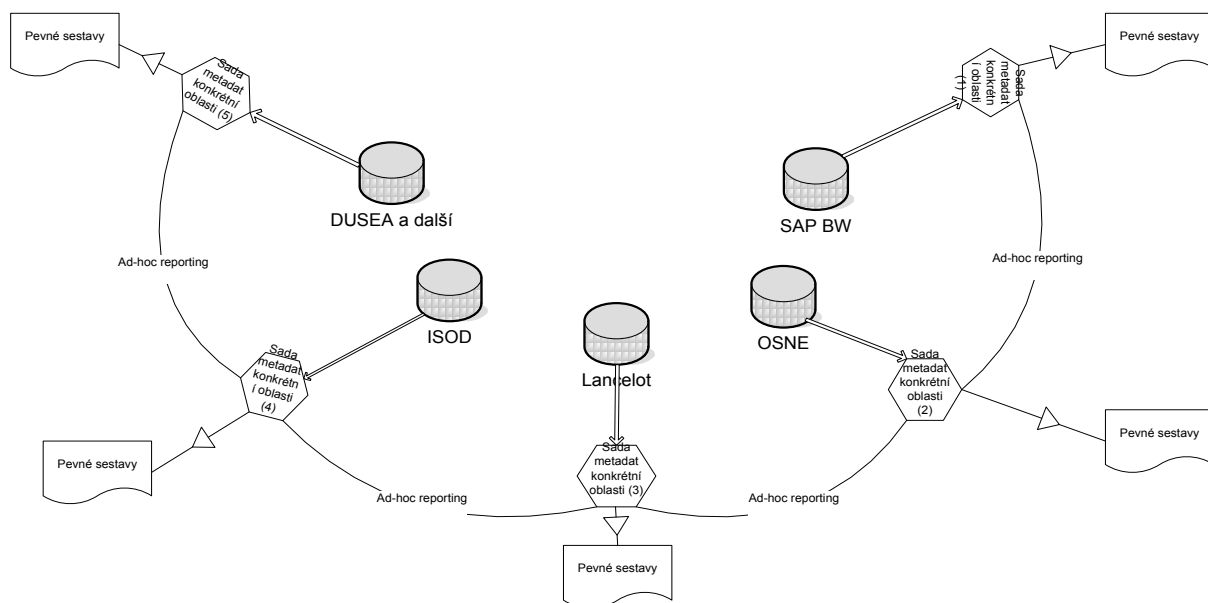 Pevné sestavy
Pevné sestavy
Sada
metadat
konkrétní
oblasti (5)
Sada
metadat
konkrétn
í oblasti
(1)
DUSEA a další
SAP BW
Ad-hoc reporting
Ad-hoc reporting
ISOD
OSNE
Lancelot
Sada
metadat
konkrétn
í oblasti
(4)
Sada
metadat
konkrétní
oblasti
(2)
Pevné sestavy
Pevné sestavy
Sada
metadat
konkrétní
oblasti (3)
Ad-hoc reporting
Ad-hoc reporting
Pevné sestavy